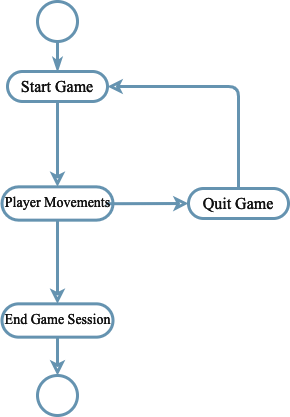 Start Game
Player Movements
Quit Game
End Game Session